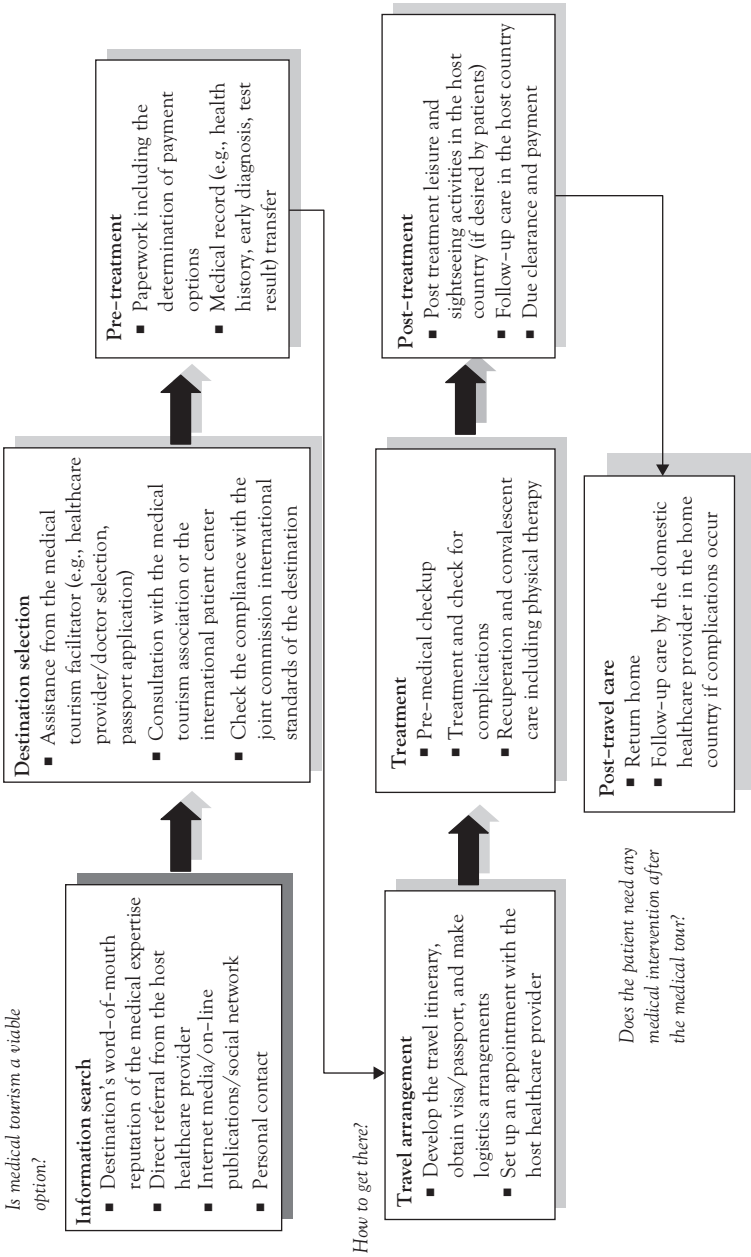 Is medical tourism a viable
option?
Information search
▪ Destination's word-of-mouth
reputation of the medical expertise
▪ Direct referral from the host
healthcare provider
▪ Internet media/on-line
publications/social network
▪ Personal contact
Destination selection
▪ Assistance from the medical
tourism facilitator (e.g., healthcare
provider/doctor selection,
passport application)
▪ Consultation with the medical
tourism association or the
international patient center
▪ Check the compliance with the
joint commission international
standards of the destination
Pre-treatment
▪ Paperwork including the
determination of payment
options
▪ Medical record (e.g., health
history, early diagnosis, test
result) transfer
How to get there?
Travel arrangement
▪ Develop the travel itinerary,
obtain visa/passport, and make
logistics arrangements
▪ Set up an appointment with the
host healthcare provider
Treatment
▪ Pre-medical checkup
▪ Treatment and check for
complications
▪ Recuperation and convalescent
care including physical therapy
Post-treatment
▪ Post treatment leisure and
sightseeing activities in the host
country (if desired by patients)
▪ Follow-up care in the host country
▪ Due clearance and payment
Does the patient need any
medical intervention after
the medical tour?
Post-travel care
▪ Return home
▪ Follow-up care by the domestic
healthcare provider in the home
country if complications occur